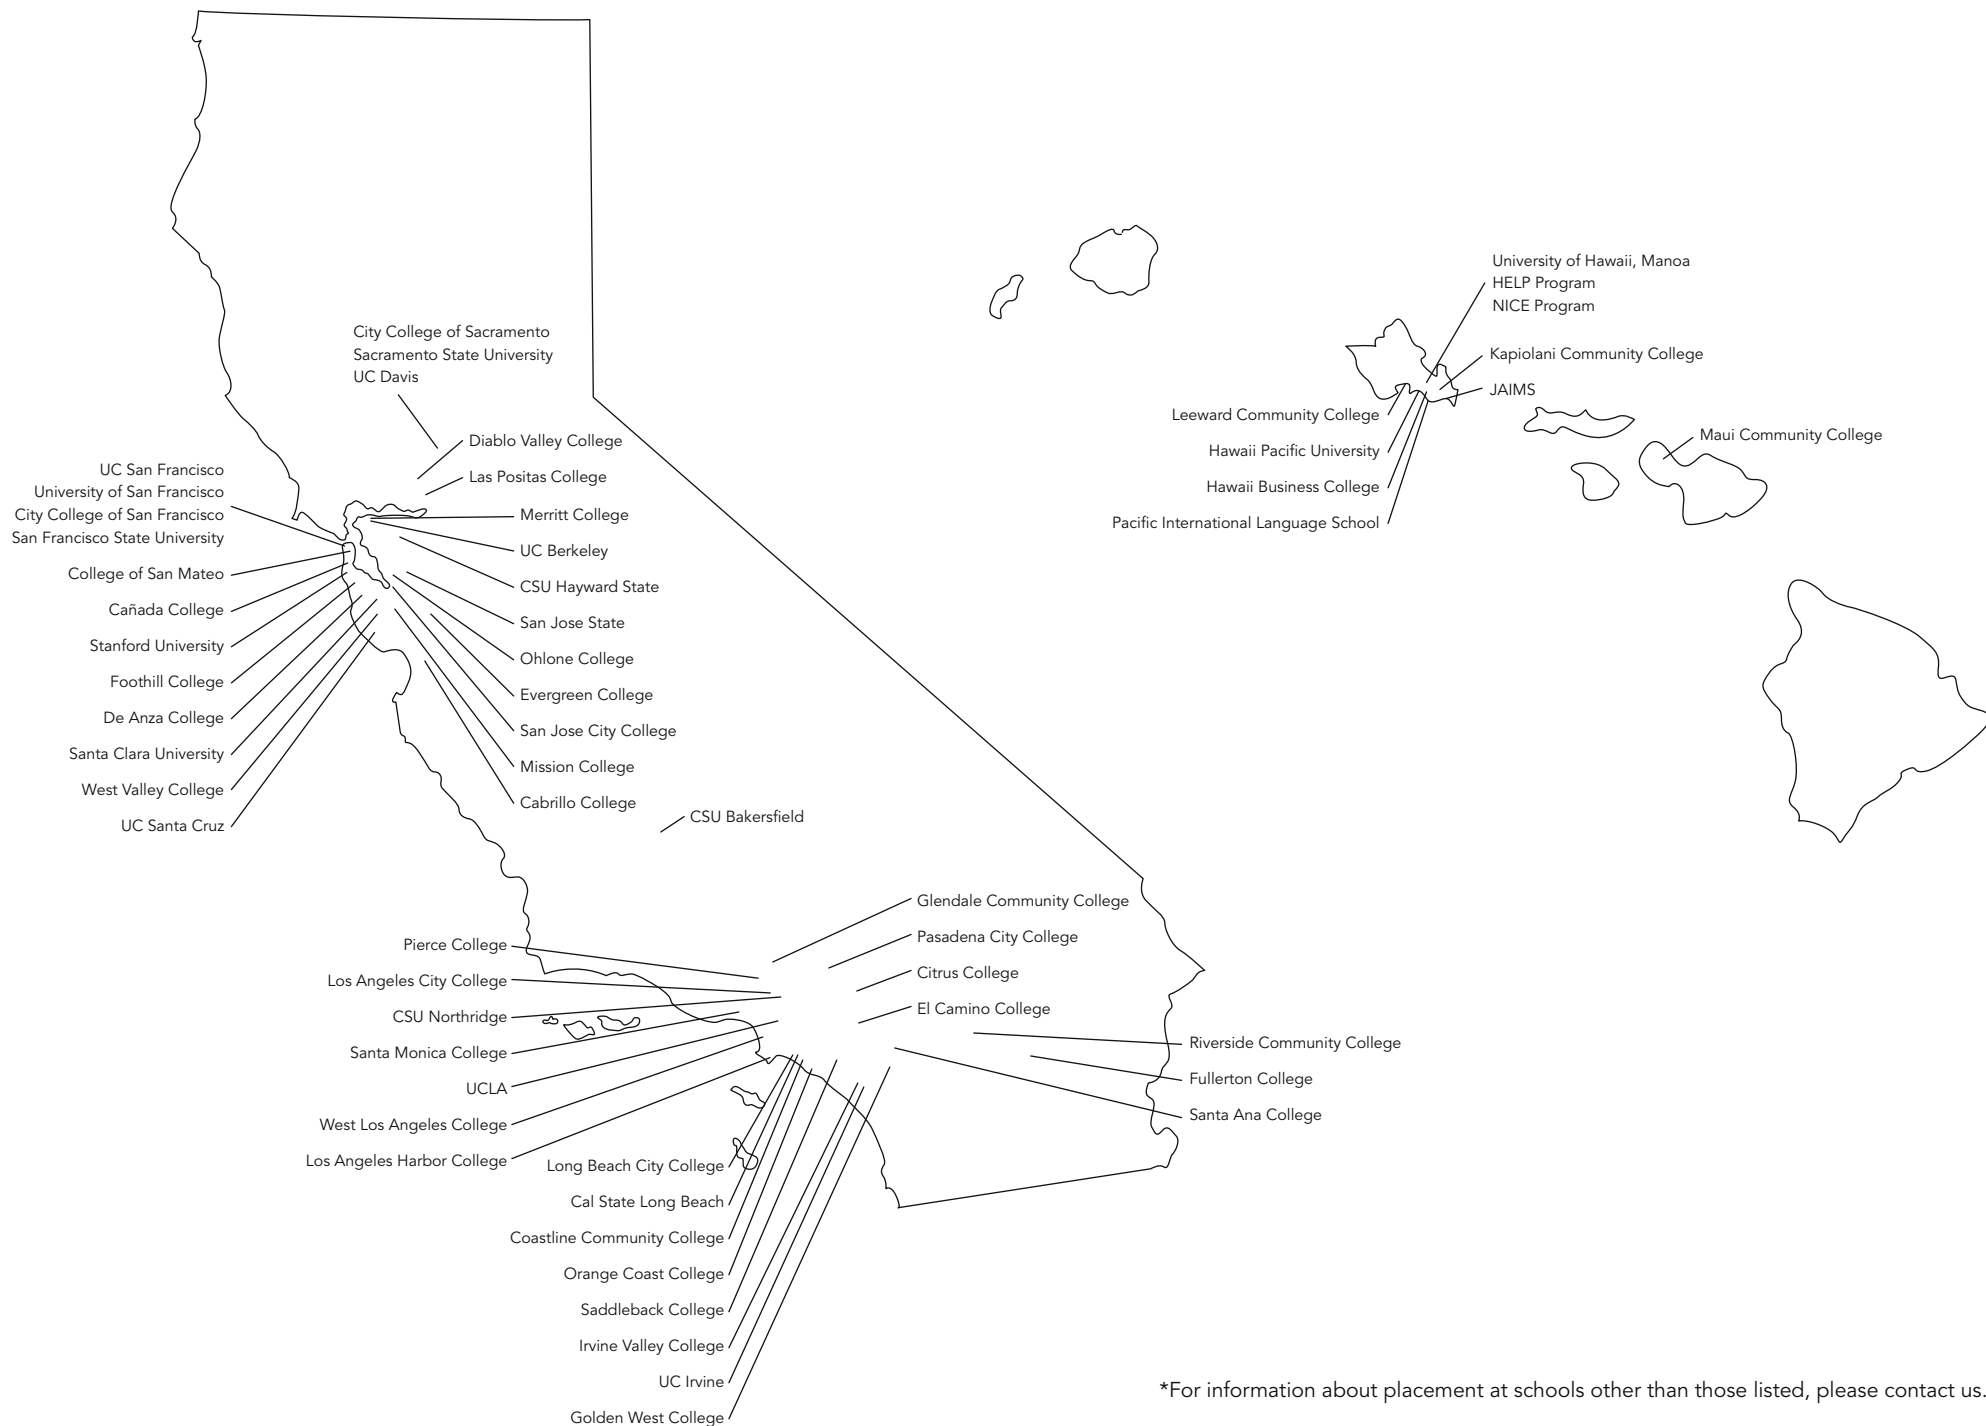 City College of Sacramento
Sacramento State University
UC Davis
Diablo Valley College
Las Positas College
UC San Francisco
University of San Francisco
City College of San Francisco
San Francisco State University
College of San Mateo
Cañada College
Stanford University
Foothill College
De Anza College
Santa Clara University
West Valley College
UC Santa Cruz
Merritt College
UC Berkeley
CSU Hayward State
San Jose State
Ohlone College
Evergreen College
San Jose City College
Mission College
Cabrillo College
CSU Bakersfield
Glendale Community College
Pasadena City College
Citrus College
El Camino College
Pierce College
Los Angeles City College
CSU Northridge
Santa Monica College
UCLA
West Los Angeles College
Los Angeles Harbor College
Riverside Community College
Fullerton College
Santa Ana College
Long Beach City College
Cal State Long Beach
Coastline Community College
Orange Coast College
Saddleback College
Irvine Valley College
UC Irvine
Golden West College
University of Hawaii, Manoa
HELP Program
NICE Program
Kapiolani Community College
JAIMS
Leeward Community College
Hawaii Pacific University
Hawaii Business College
Pacific International Language School
Maui Community College
*For information about placement at schools other than those listed, please contact us.